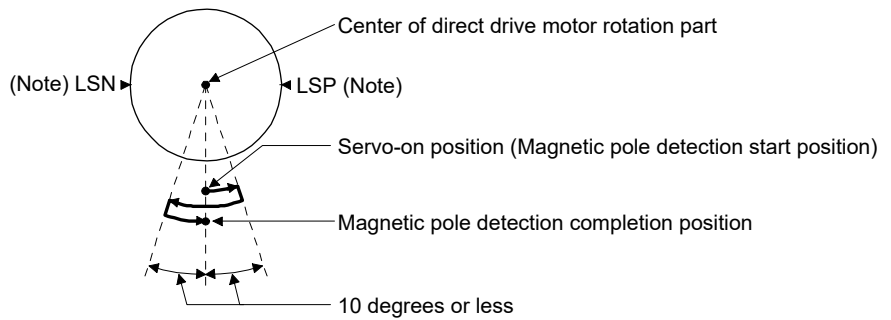 Center of direct drive motor rotation part
(Note) LSN
LSP (Note)
Servo-on position (Magnetic pole detection start position)
Magnetic pole detection completion position
10 degrees or less